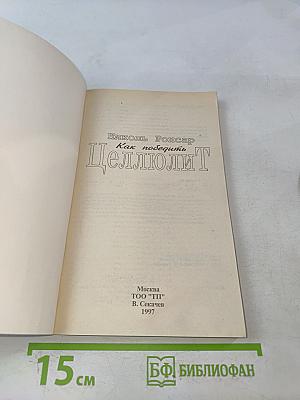 Николь Ронсар
Как победить
ЦеллюлиТ
Москва
ТОО "ТП"
В. Секачев
1997
15 см
БФ БИБЛИОФАН